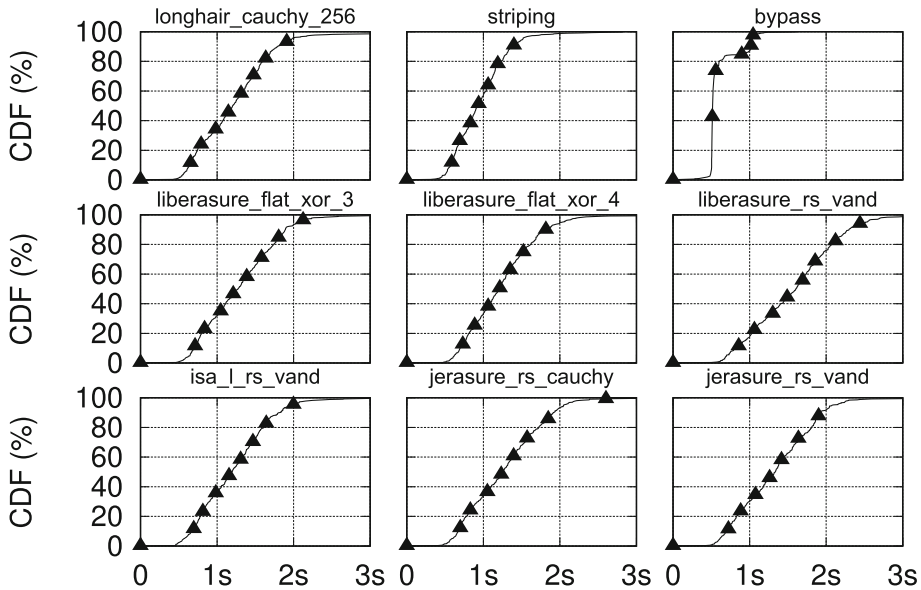 longhair_cauchy_256 striping bypass
CDF (%)
100
80
60
40
20
0
liberasure_flat_xor_3 liberasure_flat_xor_4 liberasure_rs_vand
CDF (%)
100
80
60
40
20
0
isa_l_rs_vand jerasure_rs_cauchy jerasure_rs_vand
CDF (%)
100
80
60
40
20
0
0 1s 2s 3s 0 1s 2s 3s 0 1s 2s 3s